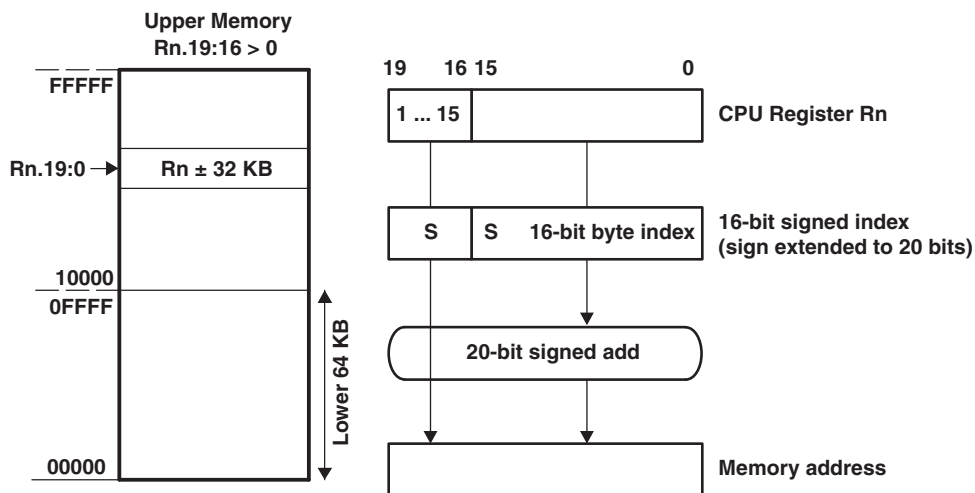 Upper Memory
Rn.19:16 > 0
FFFFF
Rn.19:0
Rn ± 32 KB
10000
0FFFF
Lower 64 KB
00000
19
16
15
0
1 ... 15
CPU Register Rn
S
S
16-bit byte index
16-bit signed index
(sign extended to 20 bits)
20-bit signed add
Memory address